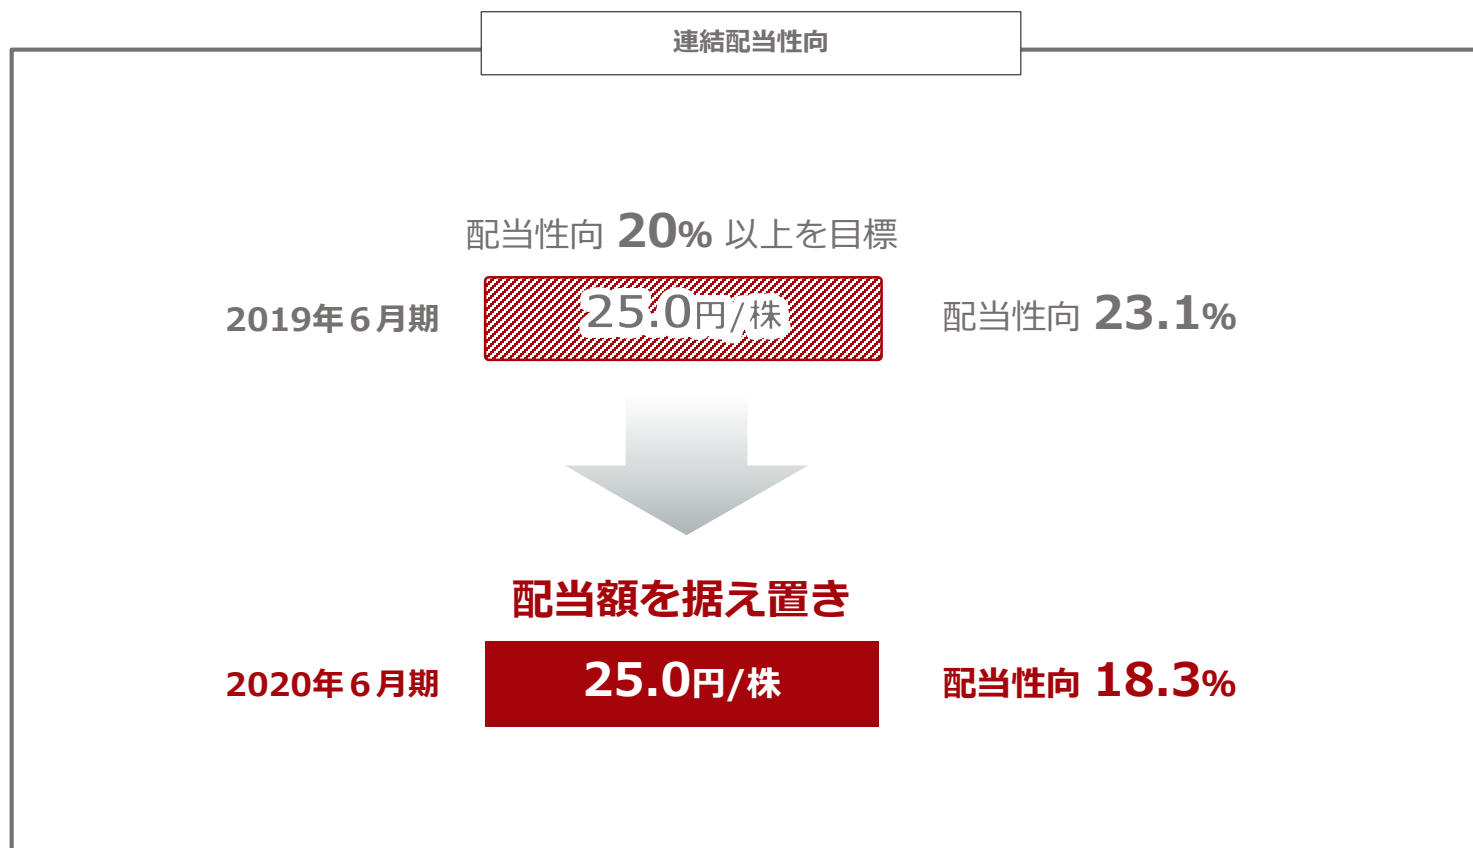 連結配当性向
配当性向 20% 以上を目標
2019年６月期 25.0円/株 配当性向 23.1%
配当額を据え置き
2020年６月期 25.0円/株 配当性向 18.3%